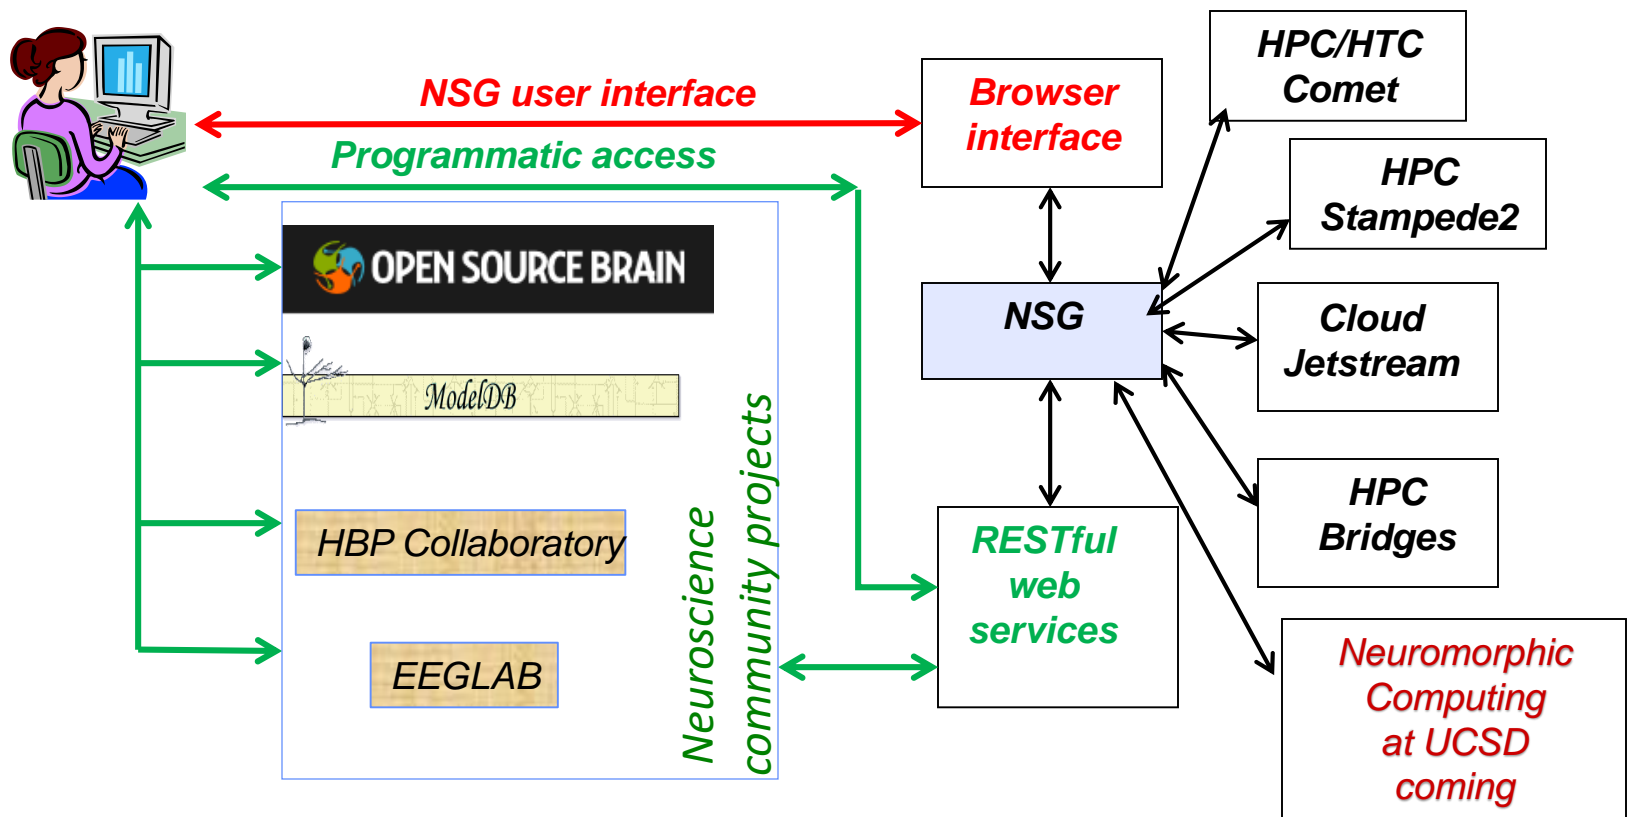 NSG user interface
Programmatic access
OPEN SOURCE BRAIN
ModelDB
HBP Collaboratory
EEGLAB
Neuroscience
community projects
Browser
interface
NSG
RESTful
web
services
HPC/HTC
Comet
HPC
Stampede2
Cloud
Jetstream
HPC
Bridges
Neuromorphic
Computing
at UCSD
coming